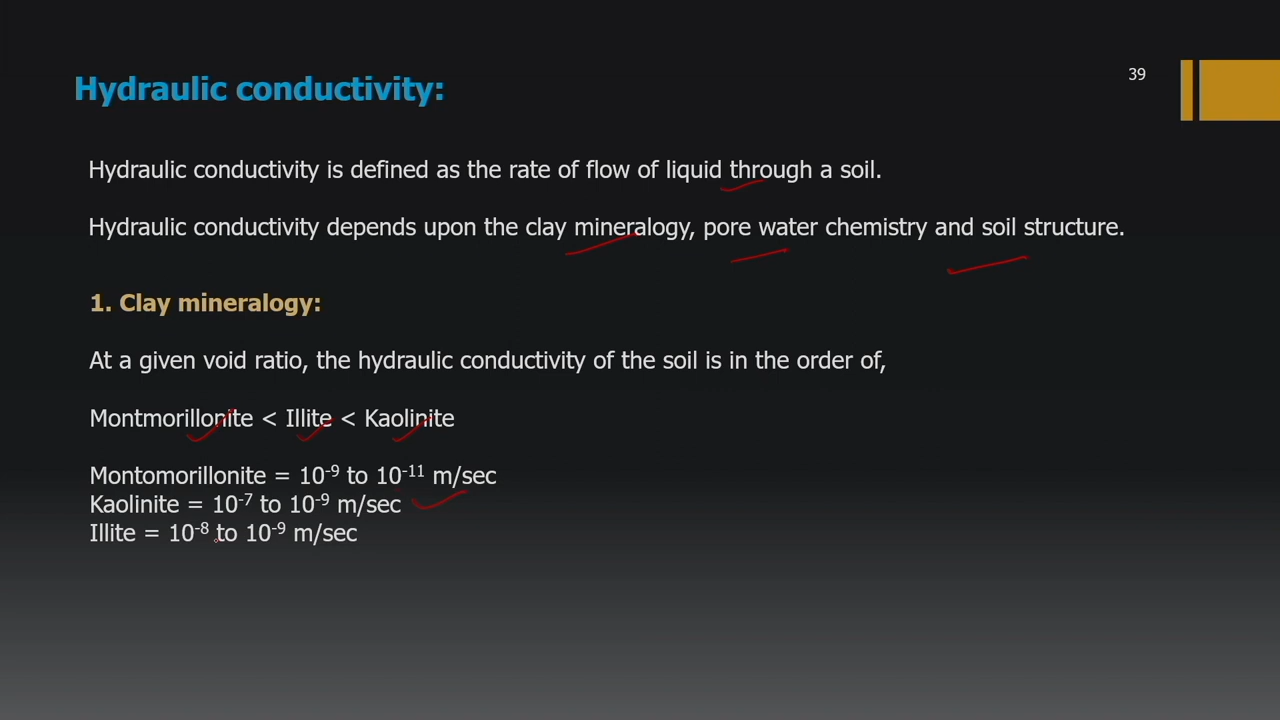 39
Hydraulic conductivity:
Hydraulic conductivity is defined as the rate of flow of liquid through a soil.
Hydraulic conductivity depends upon the clay mineralogy, pore water chemistry and soil structure.
1. Clay mineralogy:
At a given void ratio, the hydraulic conductivity of the soil is in the order of,
Montmorillonite < Illite < Kaolinite
Montomorillonite = 10⁻⁹ to 10⁻¹¹ m/sec
Kaolinite = 10⁻⁷ to 10⁻⁹ m/sec
Illite = 10⁻⁸ to 10⁻⁹ m/sec